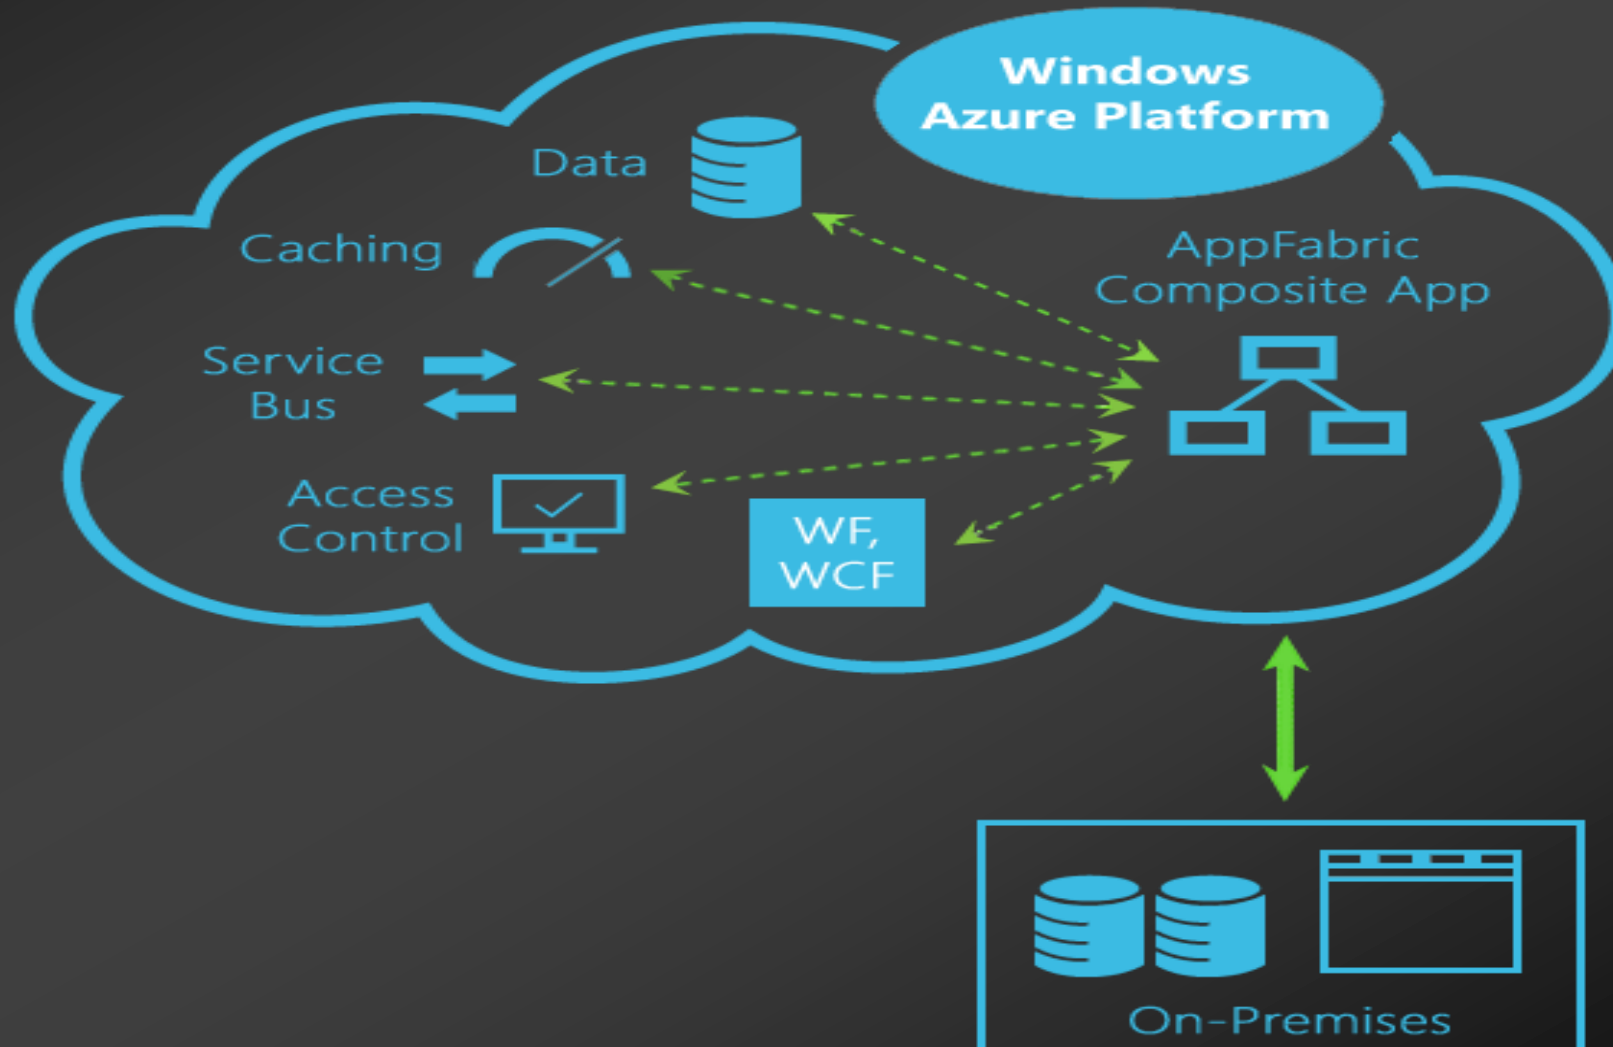 Windows
Azure Platform
Data
Caching
AppFabric
Composite App
Service
Bus
Access
Control
WF,
WCF
On-Premises